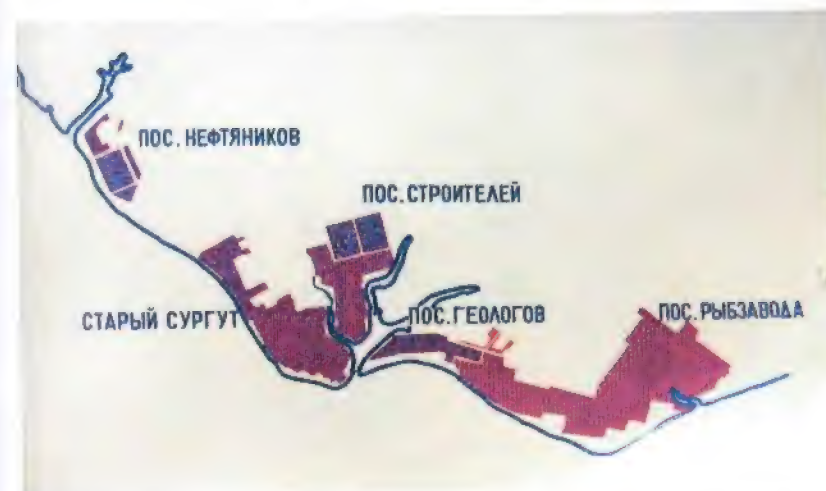 ПОС. НЕФТЯНИКОВ
ПОС. СТРОИТЕЛЕЙ
СТАРЫЙ СУРГУТ
ПОС. ГЕОЛОГОВ
ПОС. РЫБЗАВОДА